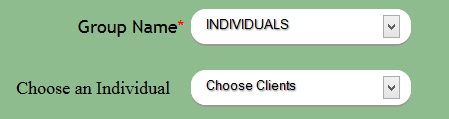 Group Name* INDIVIDUALS
Choose an Individual Choose Clients